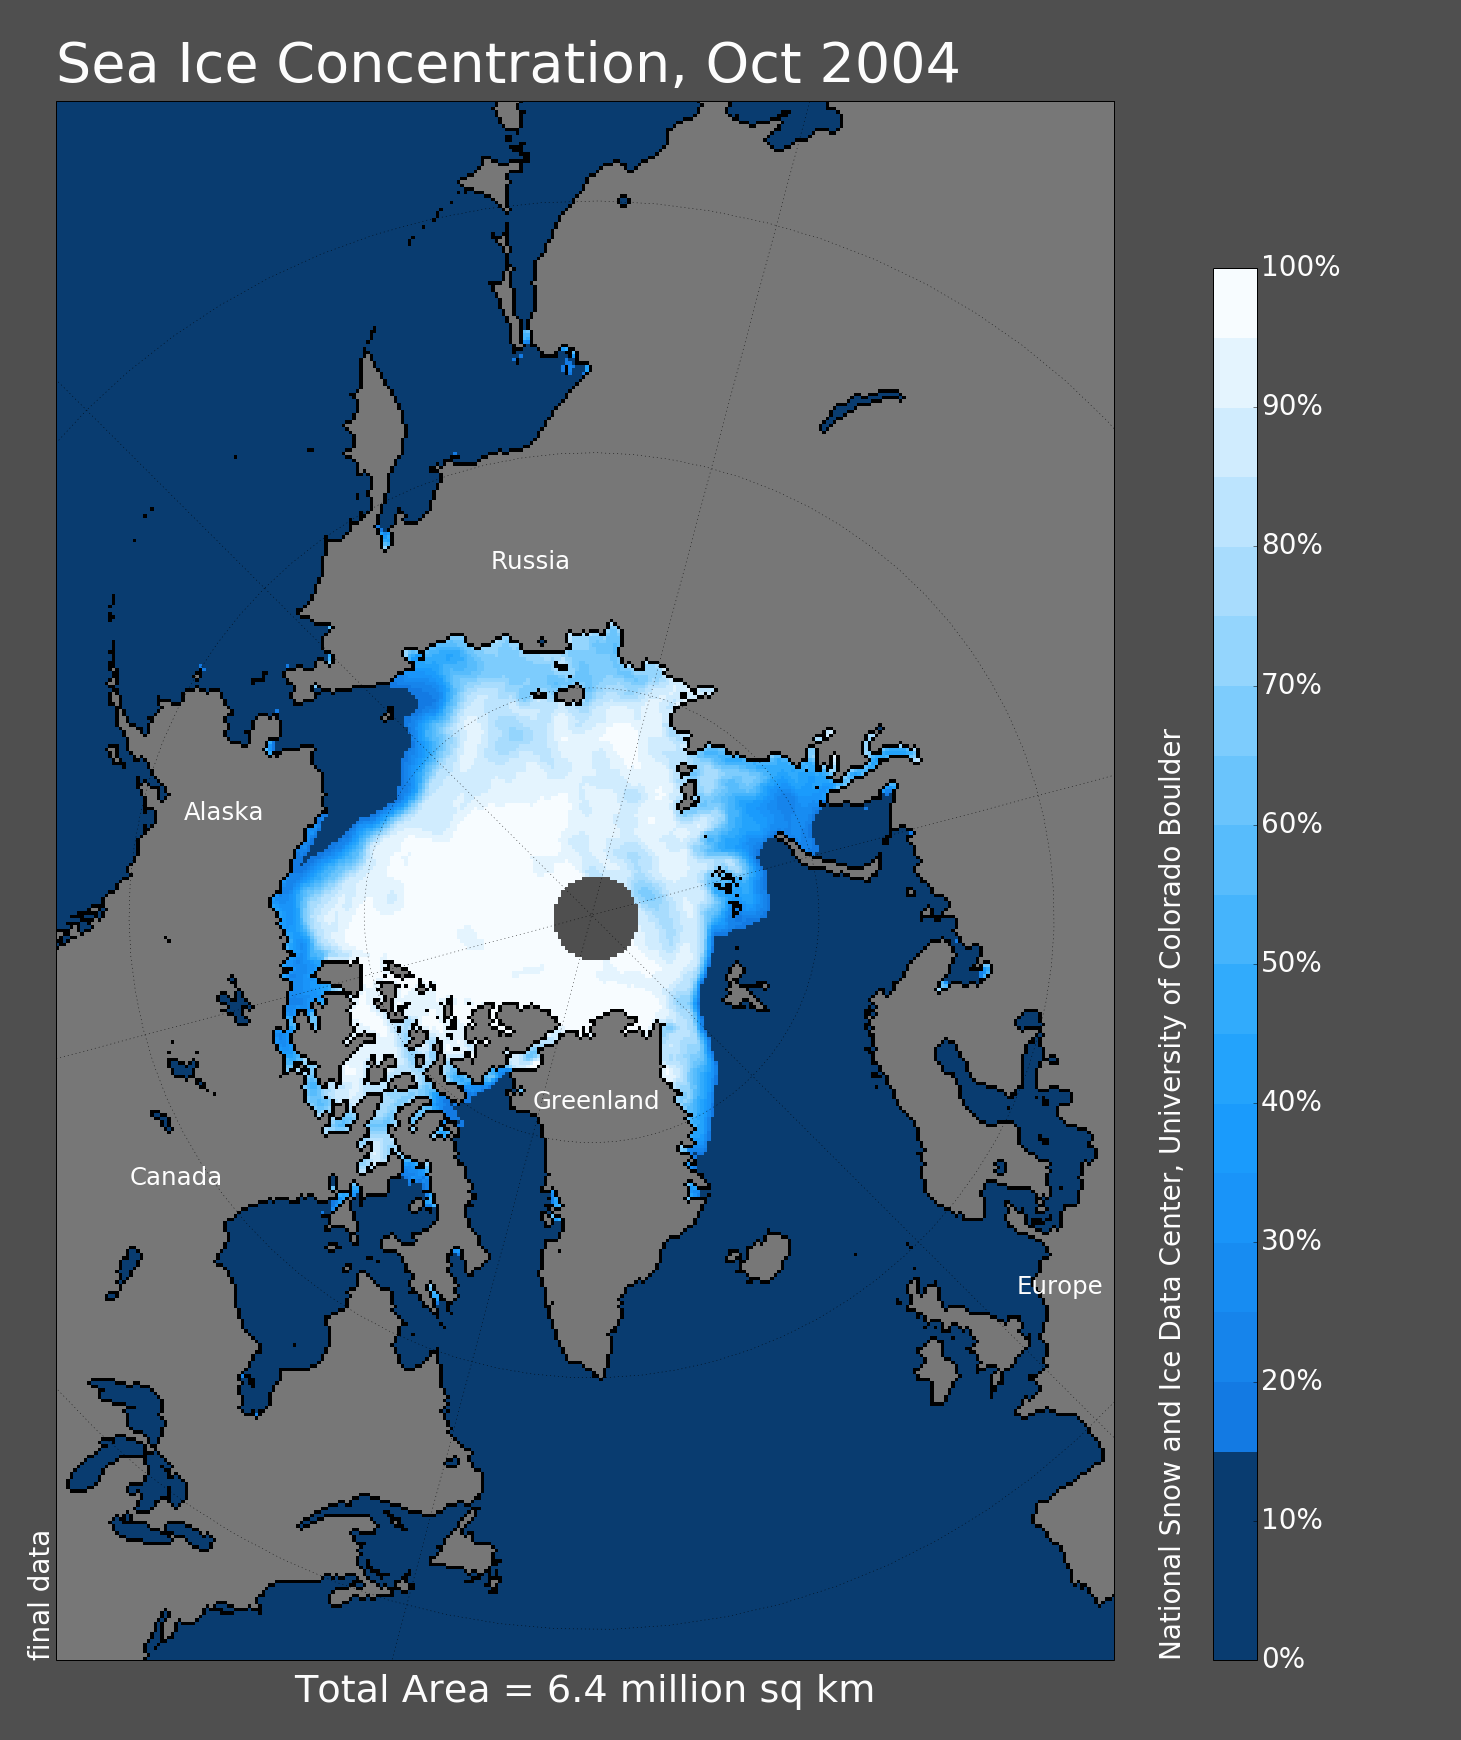 Sea Ice Concentration, Oct 2004
Russia
Alaska
Greenland
Canada
Europe
100%
90%
80%
70%
60%
50%
40%
30%
20%
10%
0%
National Snow and Ice Data Center, University of Colorado Boulder
final data
Total Area = 6.4 million sq km